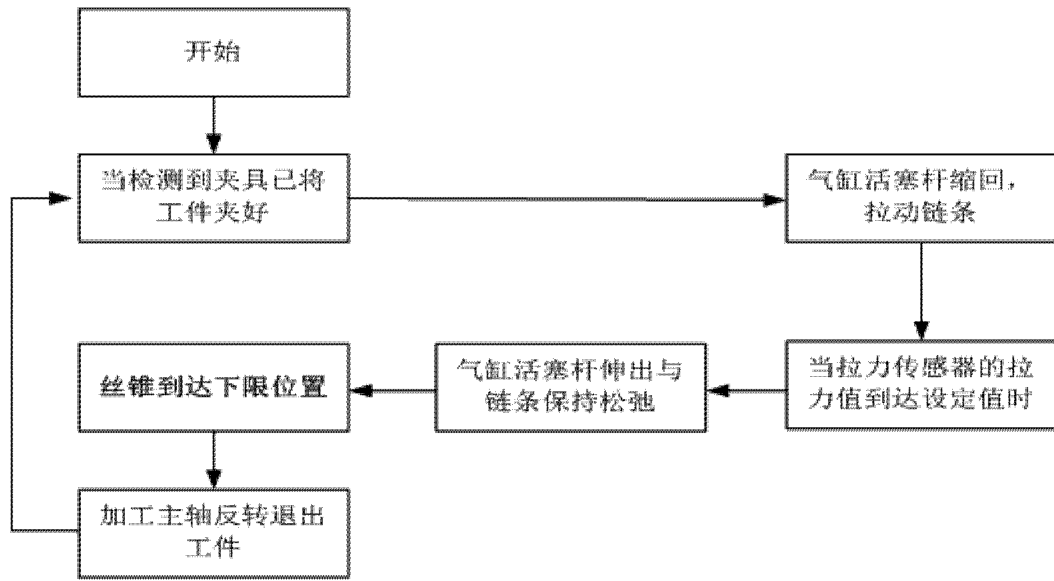 开始
当检测到夹具已将
工件夹好
气缸活塞杆缩回，
拉动链条
当拉力传感器的拉
力值到达设定值时
气缸活塞杆伸出与
链条保持松弛
丝锥到达下限位置
加工主轴反转退出
工件